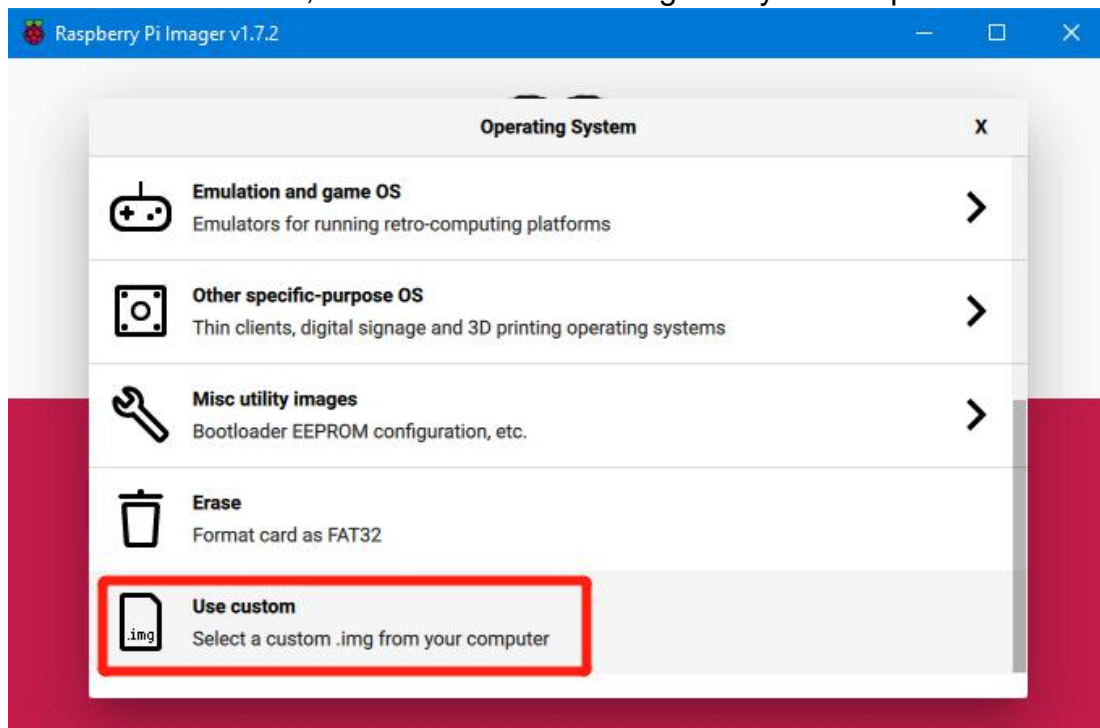 Raspberry Pi Imager v1.7.2
Operating System
X
Emulation and game OS
Emulators for running retro-computing platforms
Other specific-purpose OS
Thin clients, digital signage and 3D printing operating systems
Misc utility images
Bootloader EEPROM configuration, etc.
Erase
Format card as FAT32
.img
Use custom
Select a custom .img from your computer